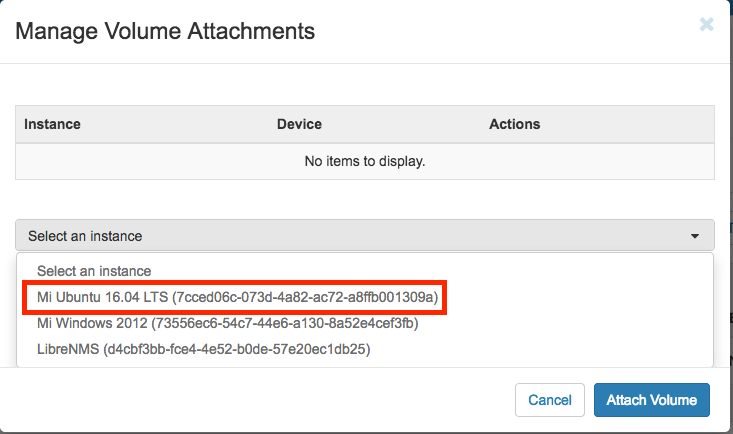 Manage Volume Attachments
×
Instance Device Actions
No items to display.
Select an instance
Select an instance
Mi Ubuntu 16.04 LTS (7cced06c-073d-4a82-ac72-a8ffb001309a)
Mi Windows 2012 (73556ec6-54c7-44e6-a130-8a52e4cef3fb)
LibreNMS (d4cbf3bb-fce4-4e52-b0de-57e20ec1db25)
Cancel Attach Volume